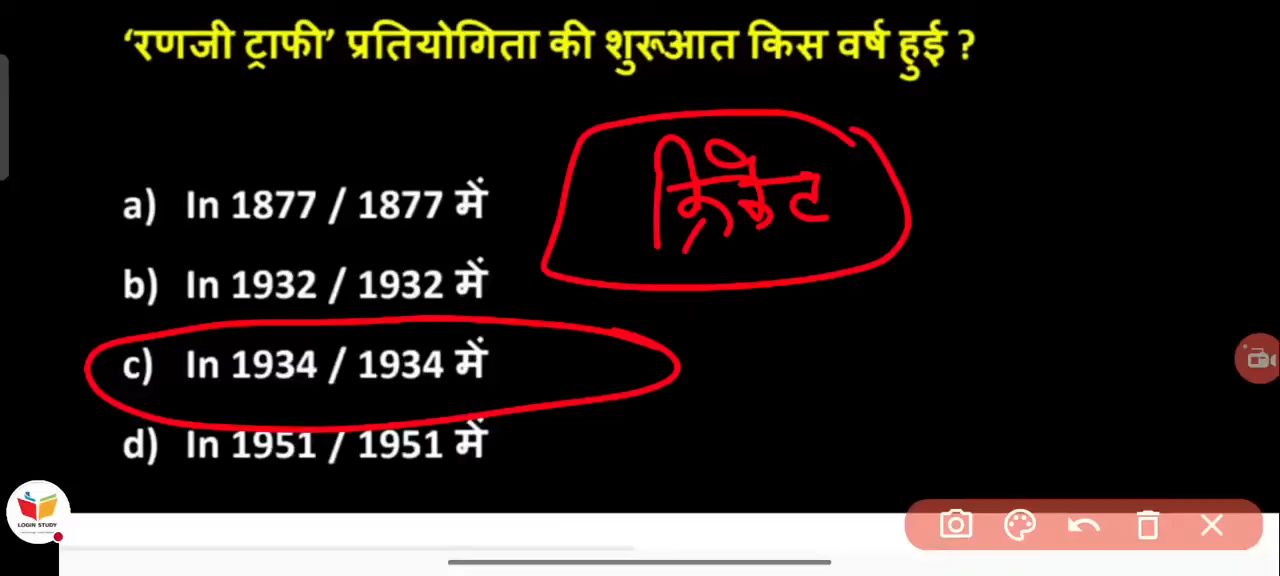 ‘रणजी ट्राफी’ प्रतियोगिता की शुरूआत किस वर्ष हुई ?
क्रिकेट
a) In 1877 / 1877 में
b) In 1932 / 1932 में
c) In 1934 / 1934 में
d) In 1951 / 1951 में
LOGIN STUDY